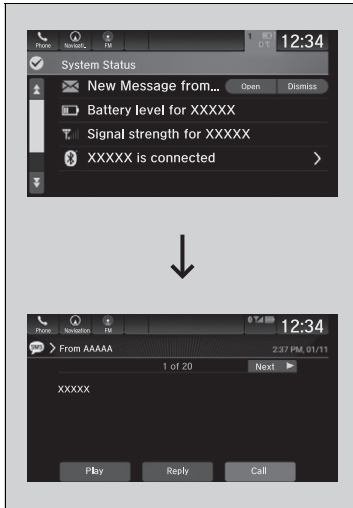 Phone Navigati.. FM 12:34
System Status
New Message from... Open Dismiss
Battery level for XXXXX
Signal strength for XXXXX
XXXXX is connected
Phone Navigation FM 12:34
SMS From AAAAA 2:37 PM, 01/11
1 of 20 Next
XXXXX
Play Reply Call